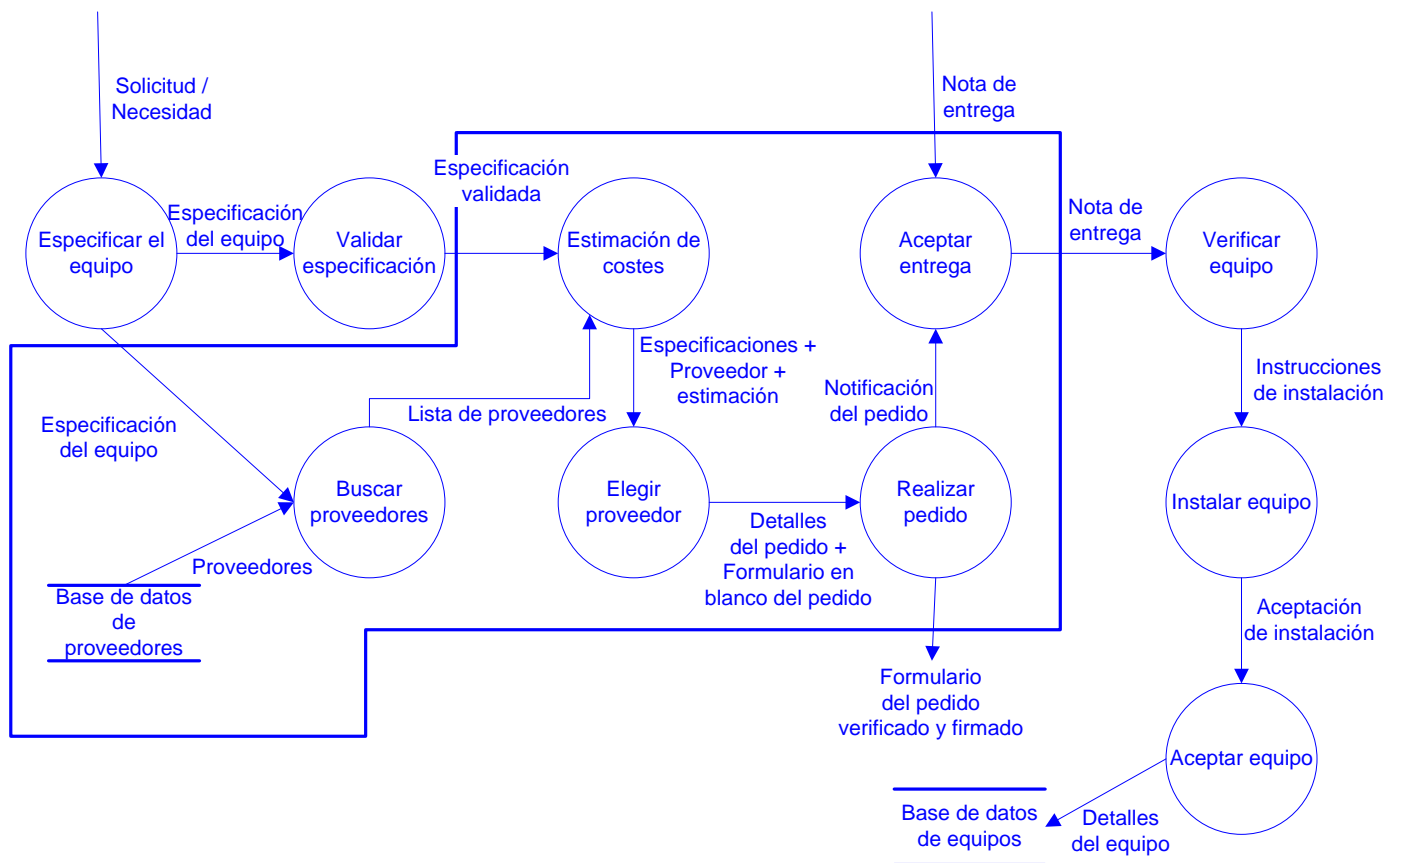 Solicitud /
Necesidad
Nota de
entrega
Especificación
validada
Especificación
del equipo
Nota de
entrega
Especificar el
equipo
Validar
especificación
Estimación de
costes
Aceptar
entrega
Verificar
equipo
Especificaciones +
Proveedor +
estimación
Instrucciones
de instalación
Notificación
del pedido
Lista de proveedores
Especificación
del equipo
Buscar
proveedores
Elegir
proveedor
Realizar
pedido
Instalar equipo
Detalles
del pedido +
Formulario en
blanco del pedido
Proveedores
Base de datos
de
proveedores
Aceptación
de instalación
Formulario
del pedido
verificado y firmado
Aceptar equipo
Base de datos
de equipos
Detalles
del equipo